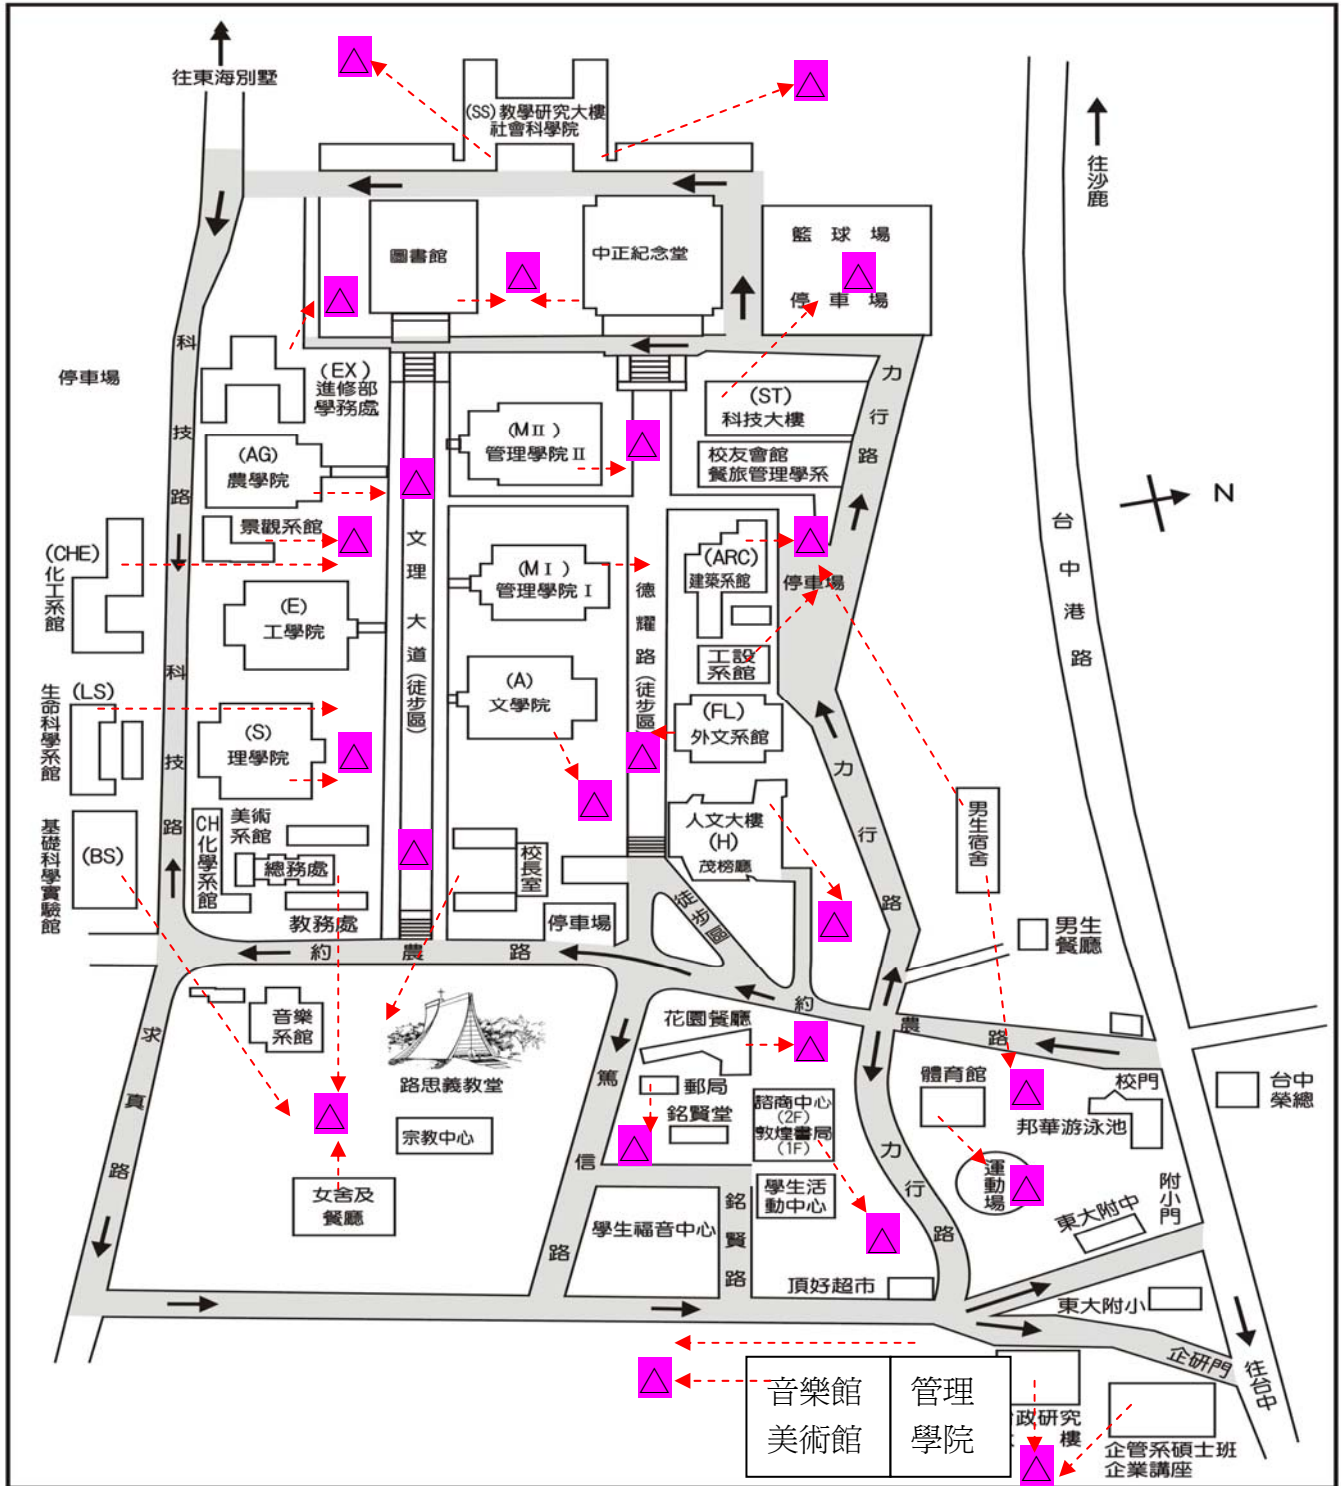 往東海別墅
(SS)教學研究大樓
社會科學院
往沙鹿
圖書館
中正紀念堂
籃球場
停車場
科技路
停車場
(EX)
進修部
學務處
(MII)
管理學院II
(ST)
科技大樓
力行路
(AG)
農學院
校友會館
餐旅管理學系
N
景觀系館
(CHE)
化工系館
文理大道(徒步區)
(MI)
管理學院I
德耀路(徒步區)
(ARC)
建築系館
停車場
台中港路
(E)
工學院
工設
系館
科技路
(LS)
生命科學系館
(A)
文學院
(FL)
外文系館
(S)
理學院
力行路
男生宿舍
基礎科學實驗館
(BS)
CH
化學系館
美術
系館
總務處
教務處
校長室
停車場
人文大樓
(H)
茂榜廳
徒步區
男生
餐廳
約農路
約農路
音樂
系館
路思義教堂
花園餐廳
郵局
銘賢堂
諮商中心
(2F)
敦煌書局
(1F)
體育館
校門
邦華游泳池
台中
榮總
求真路
宗教中心
篤信路
力行路
運動場
附小門
女舍及
餐廳
學生福音中心
銘賢路
學生活
動中心
東大附中
頂好超市
東大附小
企研門
往台中
音樂館
美術館
管理
學院
政研究
樓
企管系碩士班
企業講座